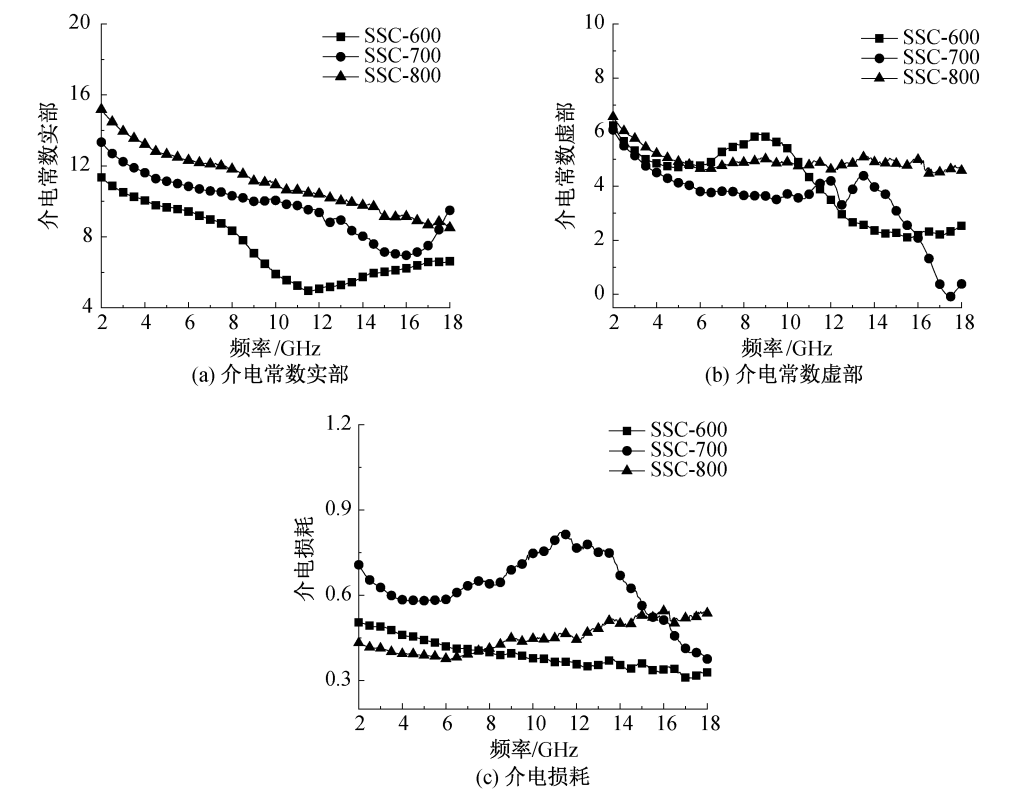 20
16
12
8
4
介电常数实部
SSC-600
SSC-700
SSC-800
2 4 6 8 10 12 14 16 18
频率/GHz
(a) 介电常数实部
10
8
6
4
2
0
介电常数虚部
SSC-600
SSC-700
SSC-800
2 4 6 8 10 12 14 16 18
频率/GHz
(b) 介电常数虚部
1.2
0.9
0.6
0.3
介电损耗
SSC-600
SSC-700
SSC-800
2 4 6 8 10 12 14 16 18
频率/GHz
(c) 介电损耗